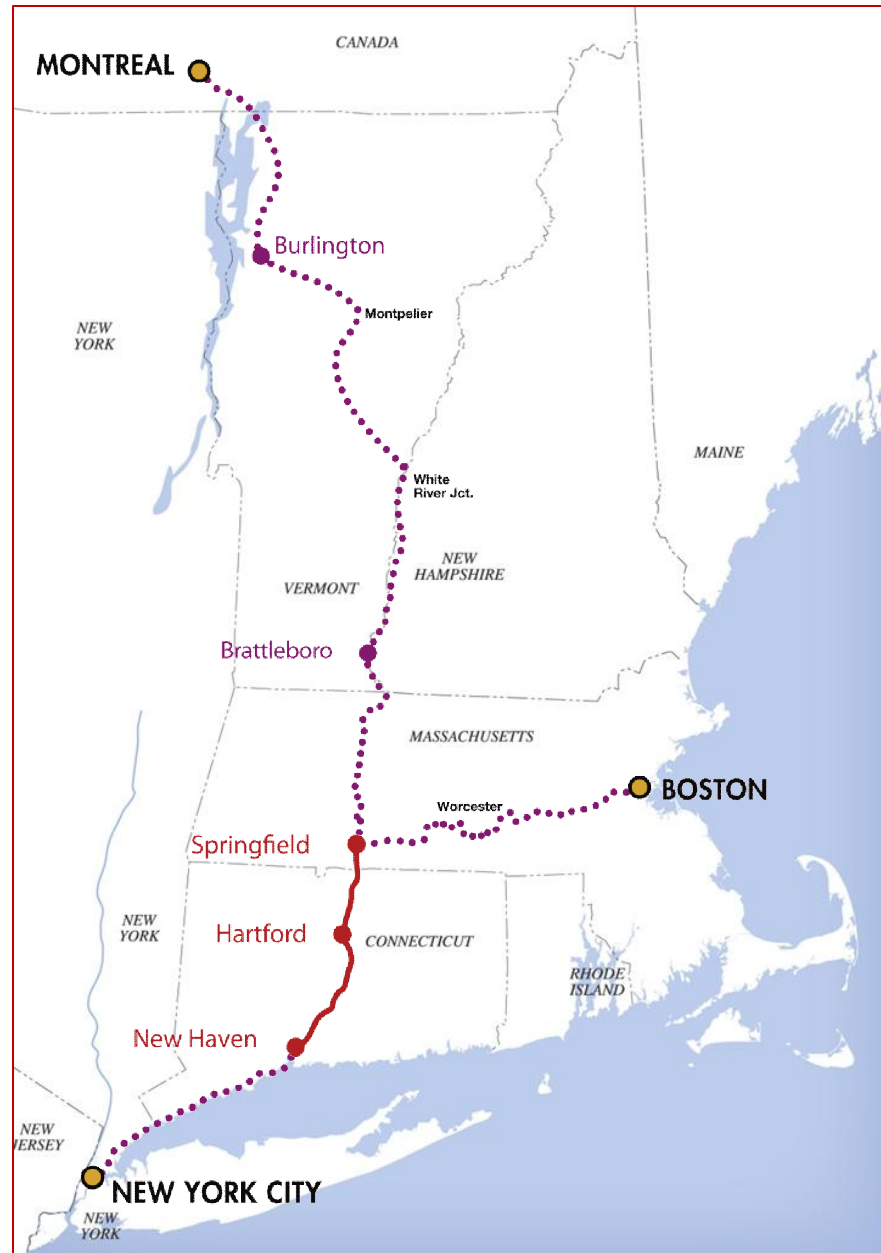 CANADA
MONTREAL
Burlington
Montpelier
NEW
YORK
MAINE
White
River Jct.
NEW
HAMPSHIRE
VERMONT
Brattleboro
MASSACHUSETTS
BOSTON
Worcester
Springfield
NEW
YORK
Hartford
CONNECTICUT
RHODE
ISLAND
New Haven
NEW
JERSEY
NEW YORK CITY
NEW
YORK